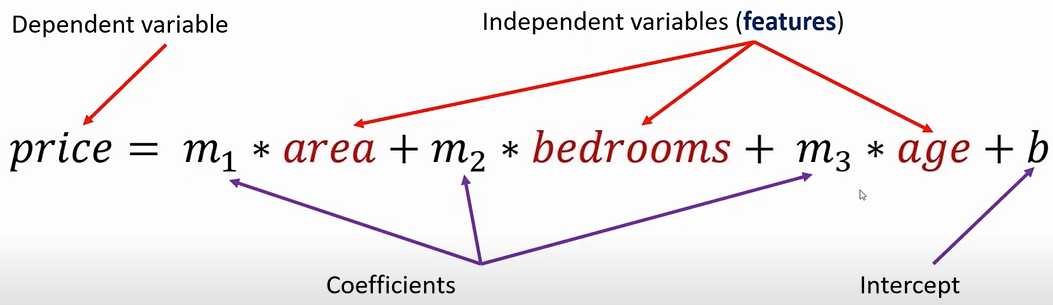 Dependent variable
Independent variables (features)
price = m₁ * area + m₂ * bedrooms + m₃ * age + b
Coefficients
Intercept